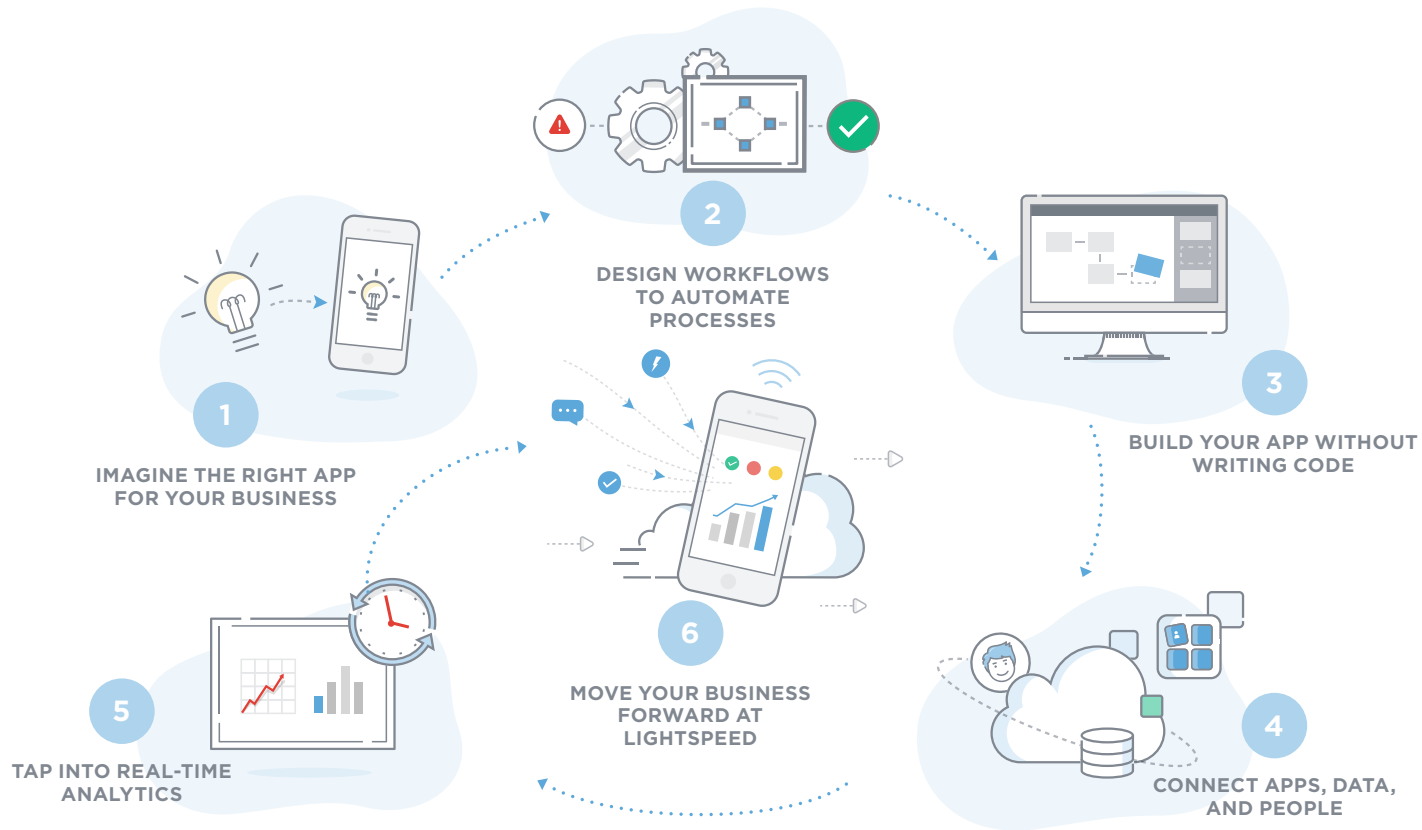 1
IMAGINE THE RIGHT APP
FOR YOUR BUSINESS
2
DESIGN WORKFLOWS
TO AUTOMATE
PROCESSES
3
BUILD YOUR APP WITHOUT
WRITING CODE
4
CONNECT APPS, DATA,
AND PEOPLE
5
TAP INTO REAL-TIME
ANALYTICS
6
MOVE YOUR BUSINESS
FORWARD AT
LIGHTSPEED